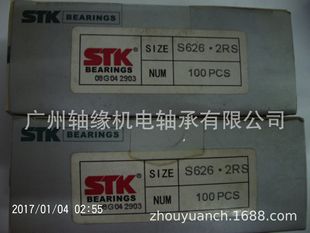 STK
BEARINGS
08G04 2903
SIZE S626・2RS
NUM 100 PCS
广州轴缘机电轴承有限公司
STK
BEARINGS
08G04 2903
SIZE S626・2RS
NUM 100 PCS
2017/01/04 02:55
zhouyuanch.1688.com